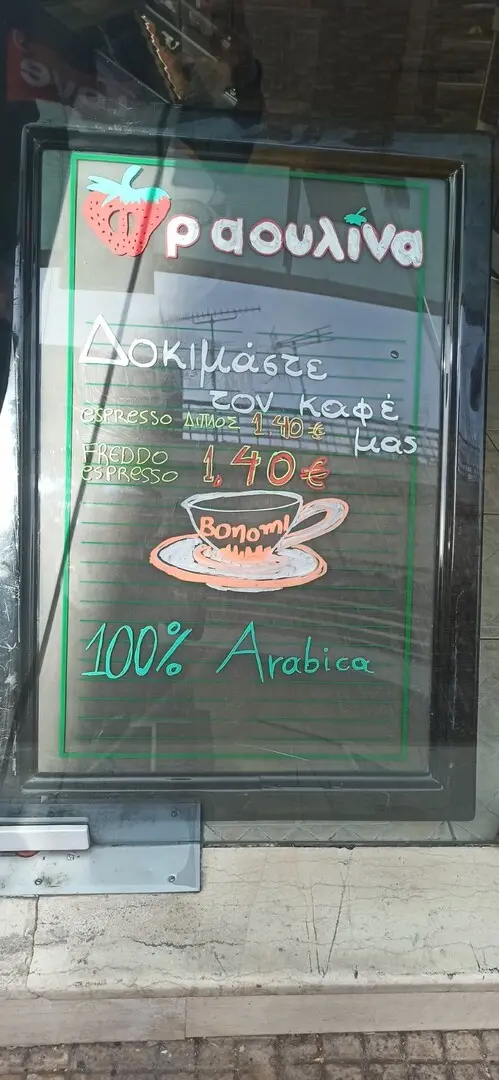 Φραουλίνα
Δοκιμάστε
τον καφέ
μας
espresso ΔΙΠΛΟΣ 1.40 €
FREDDO
espresso 1,40 €
Bonomi
100% Arabica